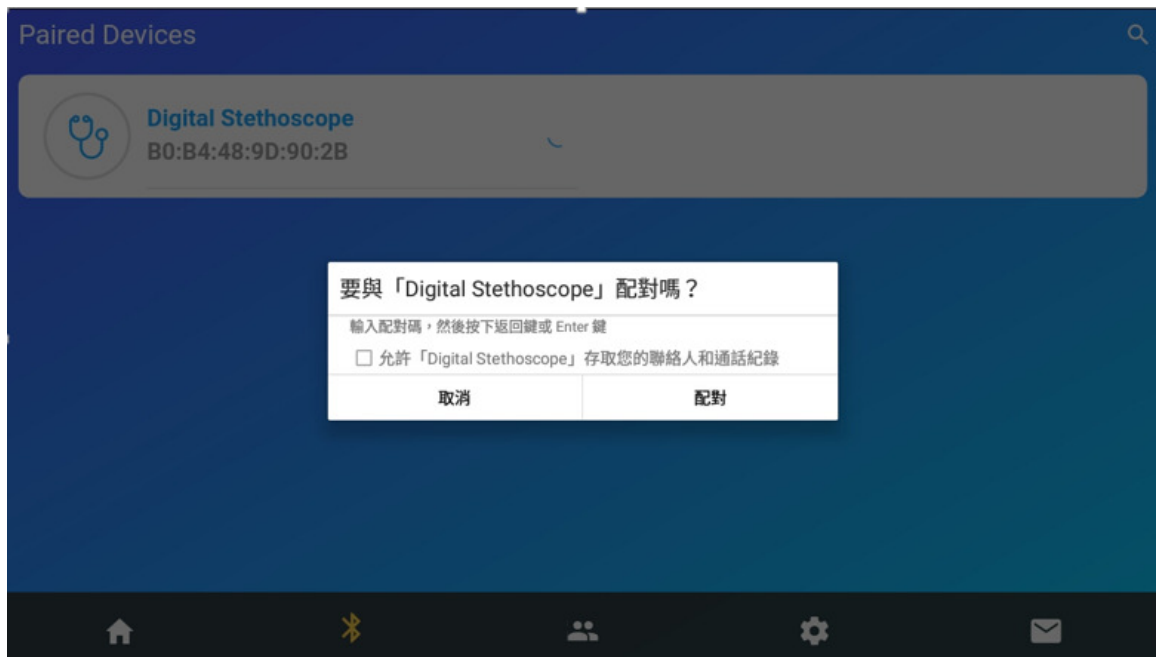 Paired Devices
Digital Stethoscope
B0:B4:48:9D:90:2B
要與「Digital Stethoscope」配對嗎？
輸入配對碼，然後按下返回鍵或 Enter 鍵
允許「Digital Stethoscope」存取您的聯絡人和通話紀錄
取消
配對